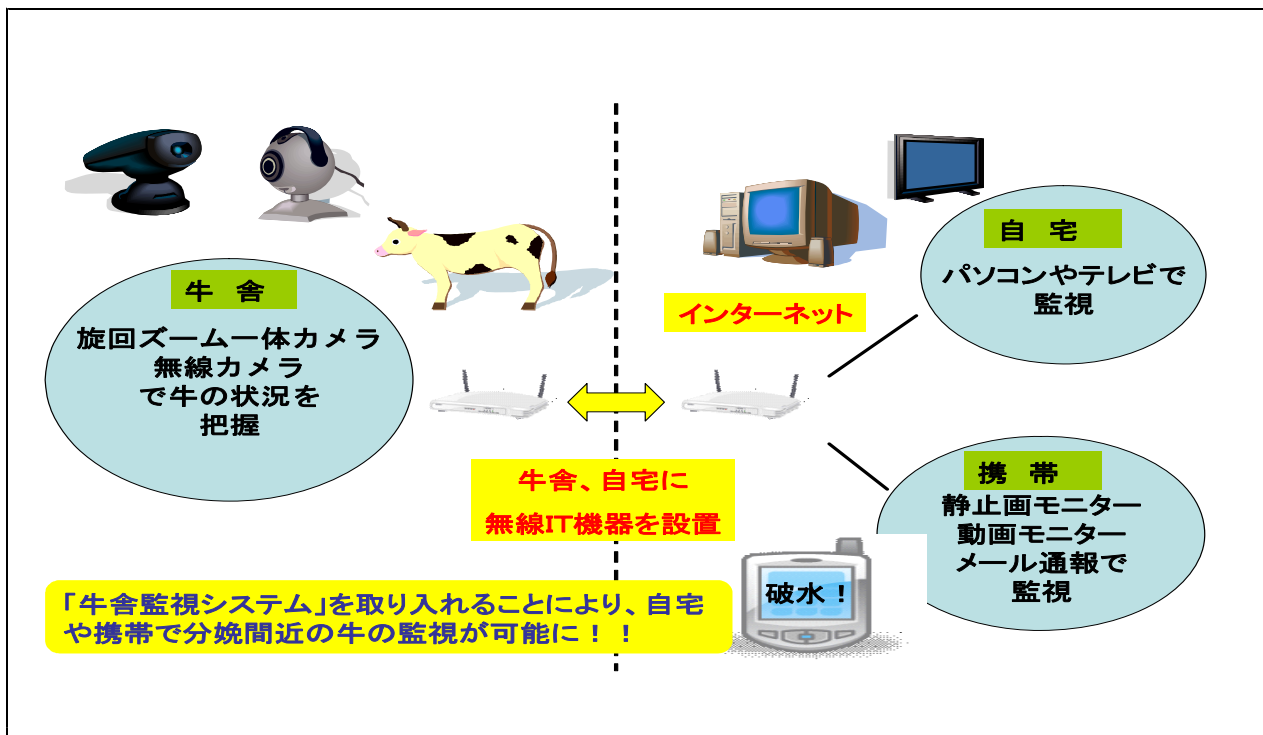 牛 舎
旋回ズーム一体カメラ
無線カメラ
で牛の状況を
把握
インターネット
自 宅
パソコンやテレビで
監視
牛舎、自宅に
無線IT機器を設置
携 帯
静止画モニター
動画モニター
メール通報で
監視
破水！
「牛舎監視システム」を取り入れることにより、自宅
や携帯で分娩間近の牛の監視が可能に！！